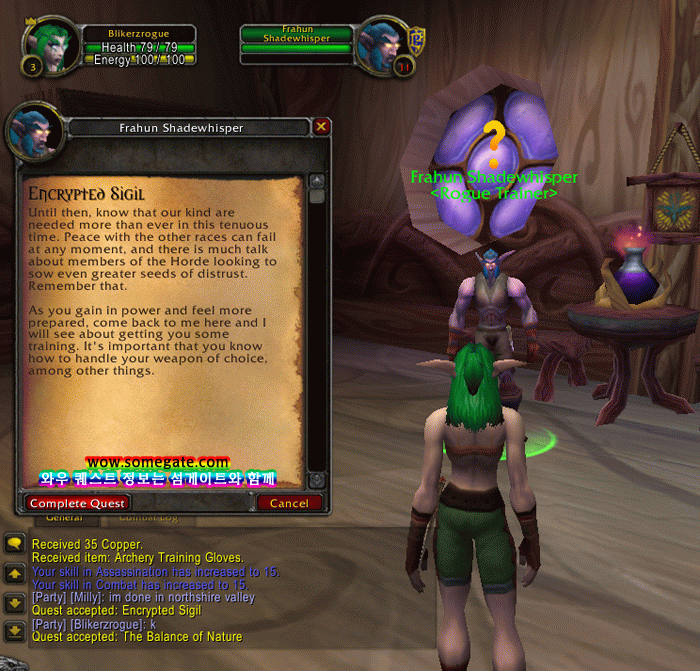 Blikerzrogue
Health 79 / 79
Energy 100 / 100
3
Frahun
Shadewhisper
11
Frahun Shadewhisper
Encrypted Sigil
Until then, know that our kind are
needed more than ever in this tenuous
time. Peace with the other races can fail
at any moment, and there is much talk
about members of the Horde looking to
sow even greater seeds of distrust.
Remember that.
As you gain in power and feel more
prepared, come back to me here and I
will see about getting you some
training. It's important that you know
how to handle your weapon of choice,
among other things.
wow.somegate.com
와우 퀘스트 정보는 섬게이트와 함께
Complete Quest
Cancel
?
Frahun Shadewhisper
<Rogue Trainer>
General
Combat Log
Received 35 Copper.
Received item: Archery Training Gloves.
Your skill in Assassination has increased to 15.
Your skill in Combat has increased to 15.
[Party] [Milly]: im done in northshire valley
Quest accepted: Encrypted Sigil
[Party] [Blikerzrogue]: k
Quest accepted: The Balance of Nature